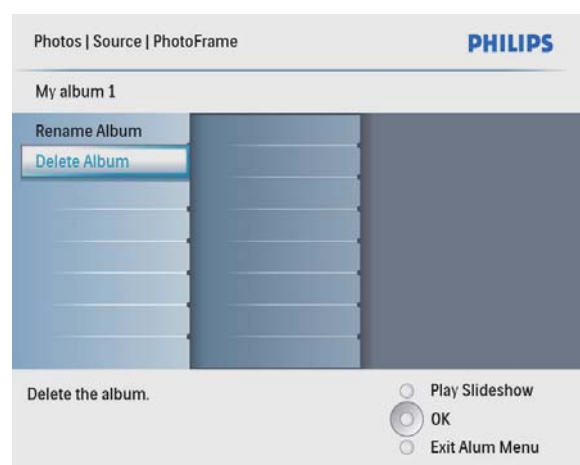 Photos | Source | PhotoFrame
PHILIPS
My album 1
Rename Album
Delete Album
Delete the album.
Play Slideshow
OK
Exit Alum Menu